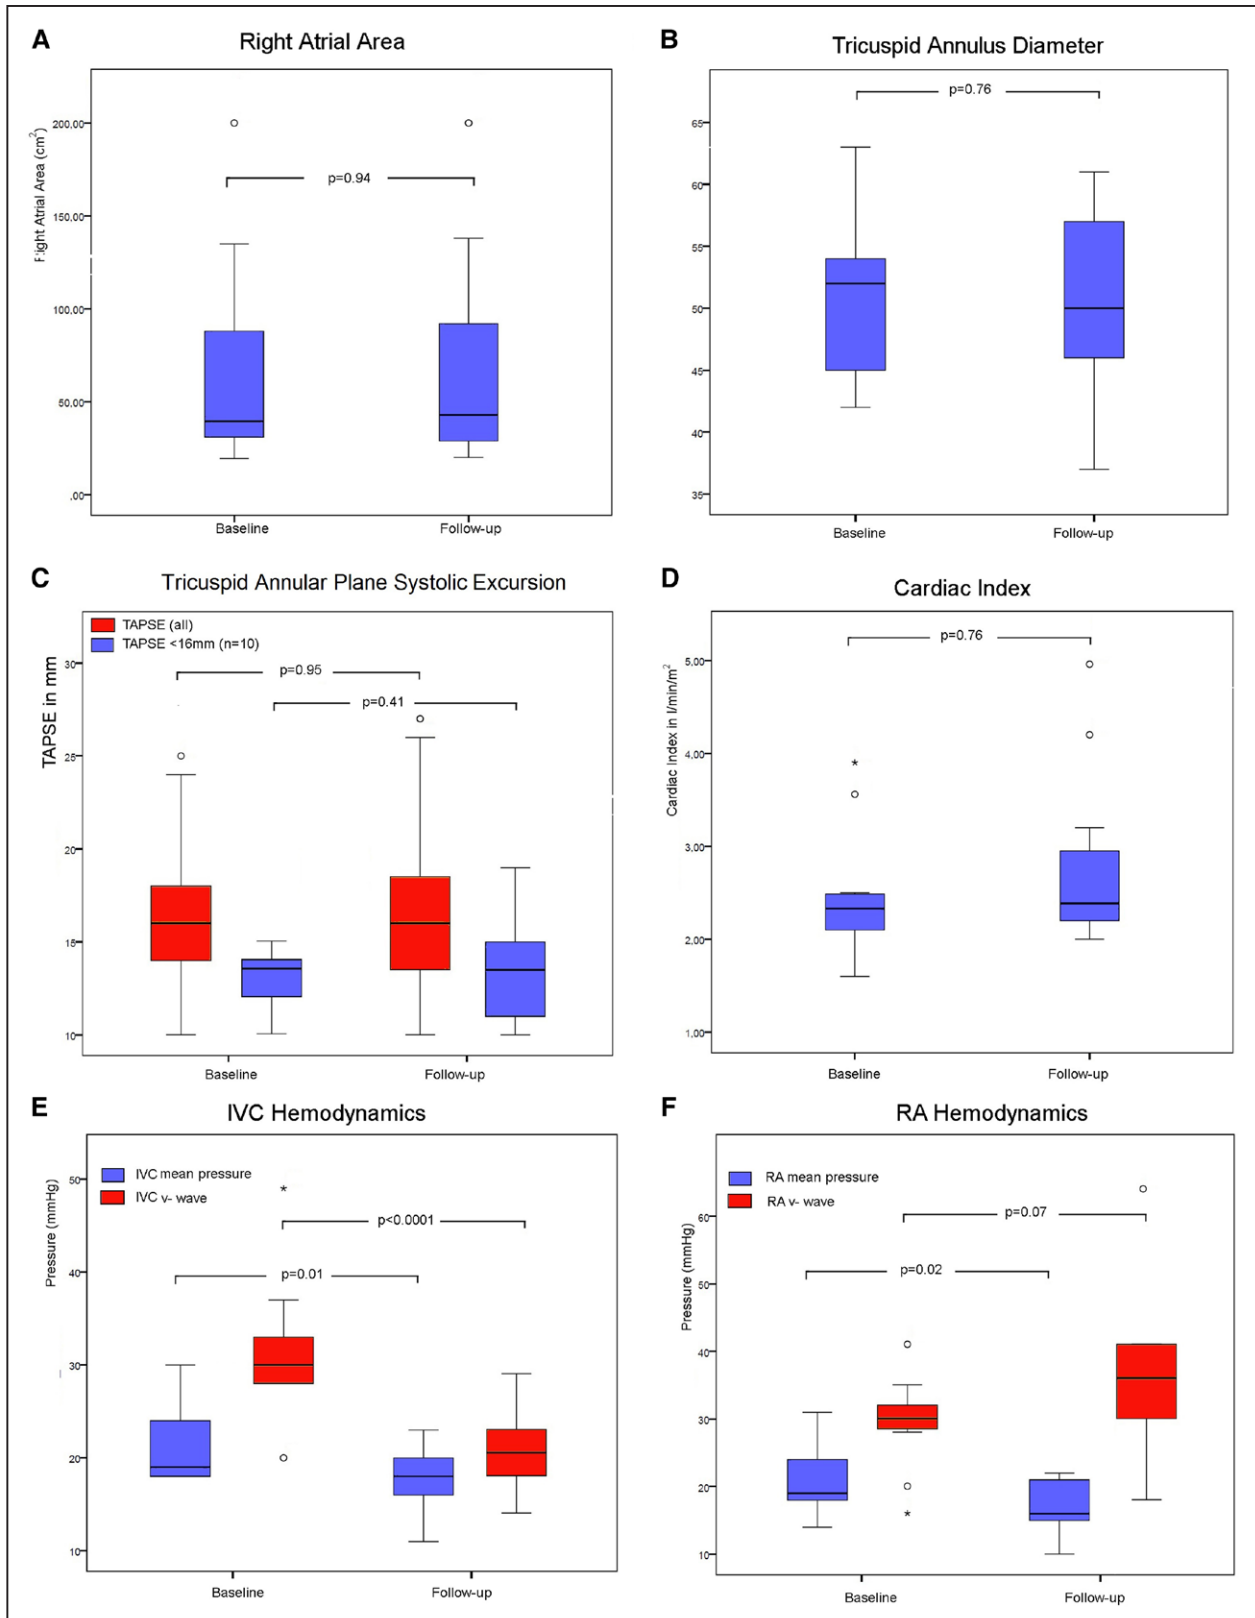 A
Right Atrial Area
Right Atrial Area (cm²)
200,00
150,00
100,00
50,00
,00
p=0.94
Baseline
Follow-up
B
Tricuspid Annulus Diameter
65
60
55
50
45
40
35
p=0.76
Baseline
Follow-up
C
Tricuspid Annular Plane Systolic Excursion
TAPSE (all)
TAPSE <16mm (n=10)
TAPSE in mm
30
25
20
15
10
p=0.95
p=0.41
Baseline
Follow-up
D
Cardiac Index
Cardiac Index in l/min/m²
5,00
4,00
3,00
2,00
1,00
p=0.76
Baseline
Follow-up
E
IVC Hemodynamics
IVC mean pressure
IVC v- wave
Pressure (mmHg)
50
40
30
20
10
p<0.0001
p=0.01
Baseline
Follow-up
F
RA Hemodynamics
RA mean pressure
RA v- wave
Pressure (mmHg)
60
50
40
30
20
10
p=0.07
p=0.02
Baseline
Follow-up